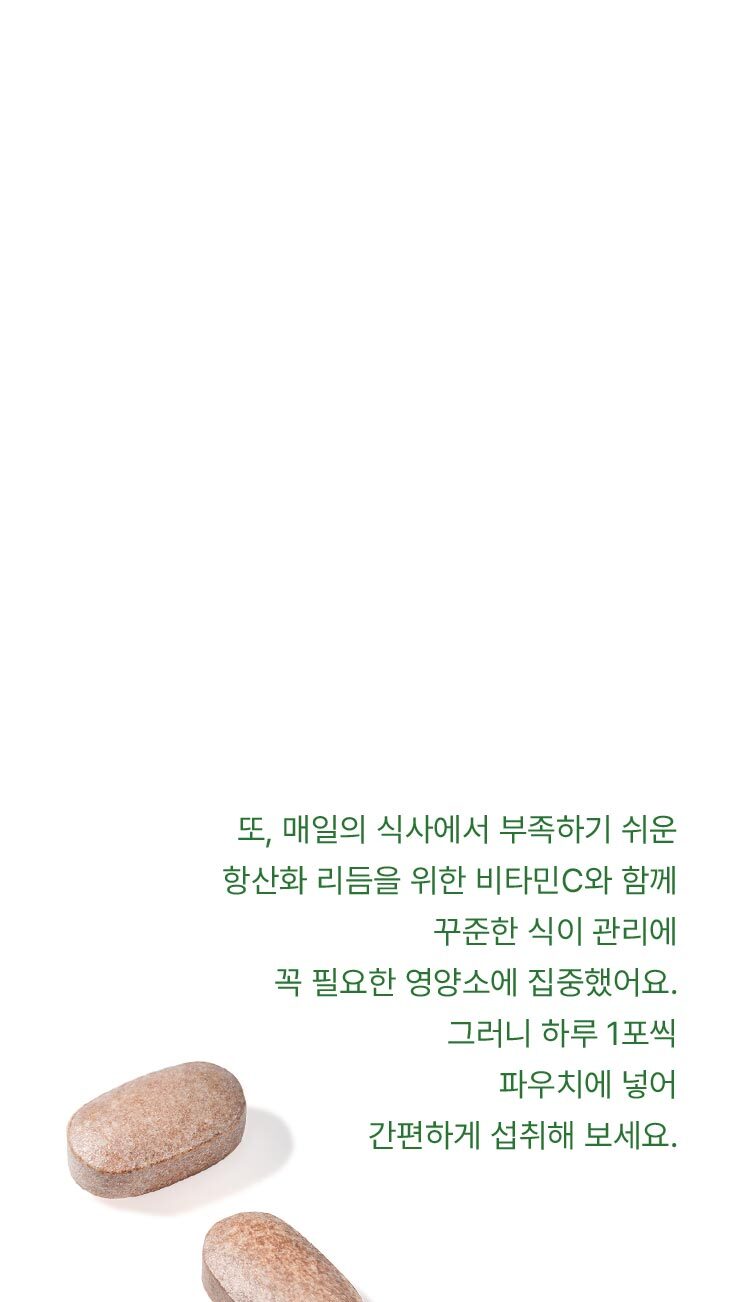 또, 매일의 식사에서 부족하기 쉬운
항산화 리듬을 위한 비타민C와 함께
꾸준한 식이 관리에
꼭 필요한 영양소에 집중했어요.
그러니 하루 1포씩
파우치에 넣어
간편하게 섭취해 보세요.